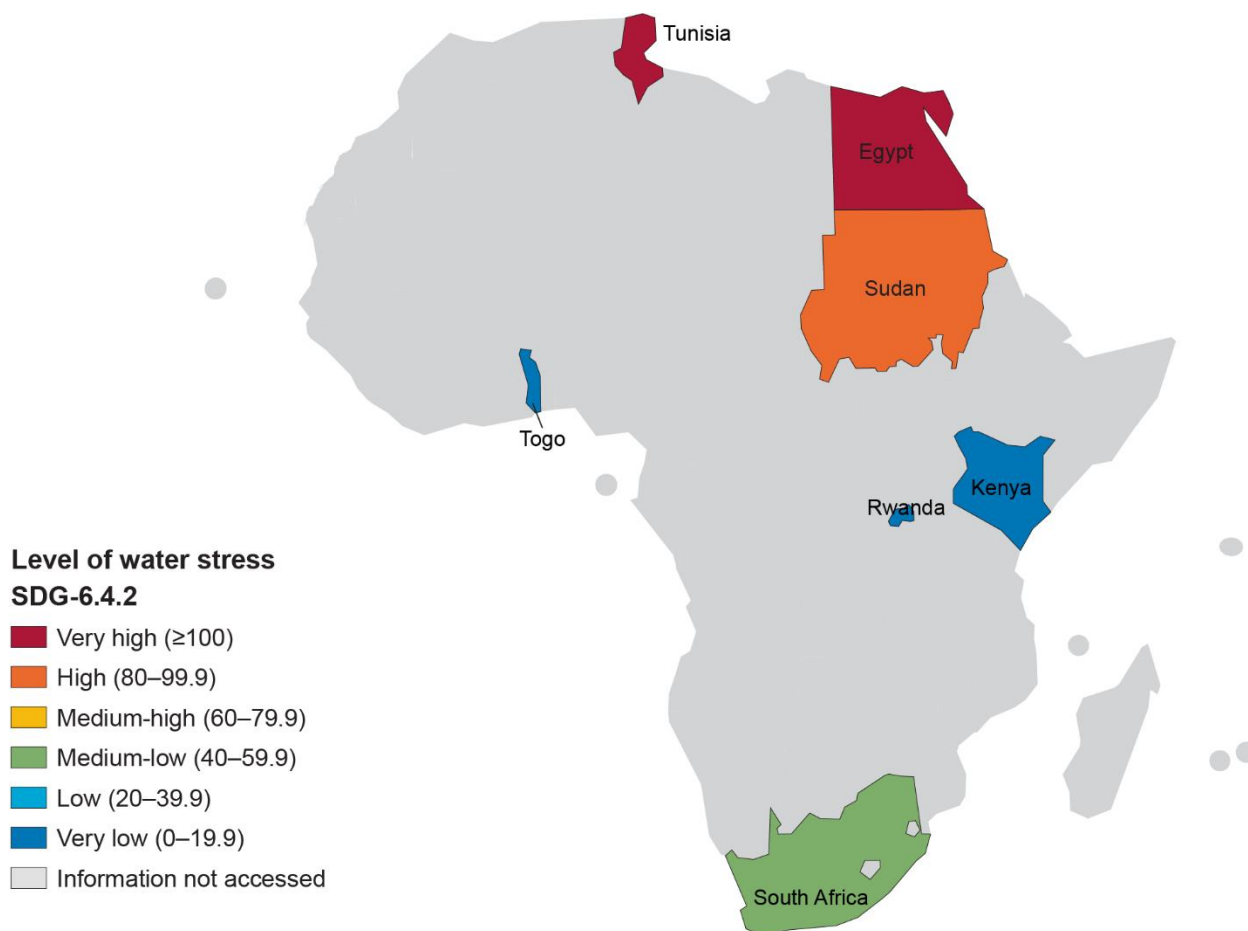 Tunisia
Egypt
Sudan
Togo
Kenya
Rwanda
South Africa
Level of water stress
SDG-6.4.2
Very high (≥100)
High (80–99.9)
Medium-high (60–79.9)
Medium-low (40–59.9)
Low (20–39.9)
Very low (0–19.9)
Information not accessed